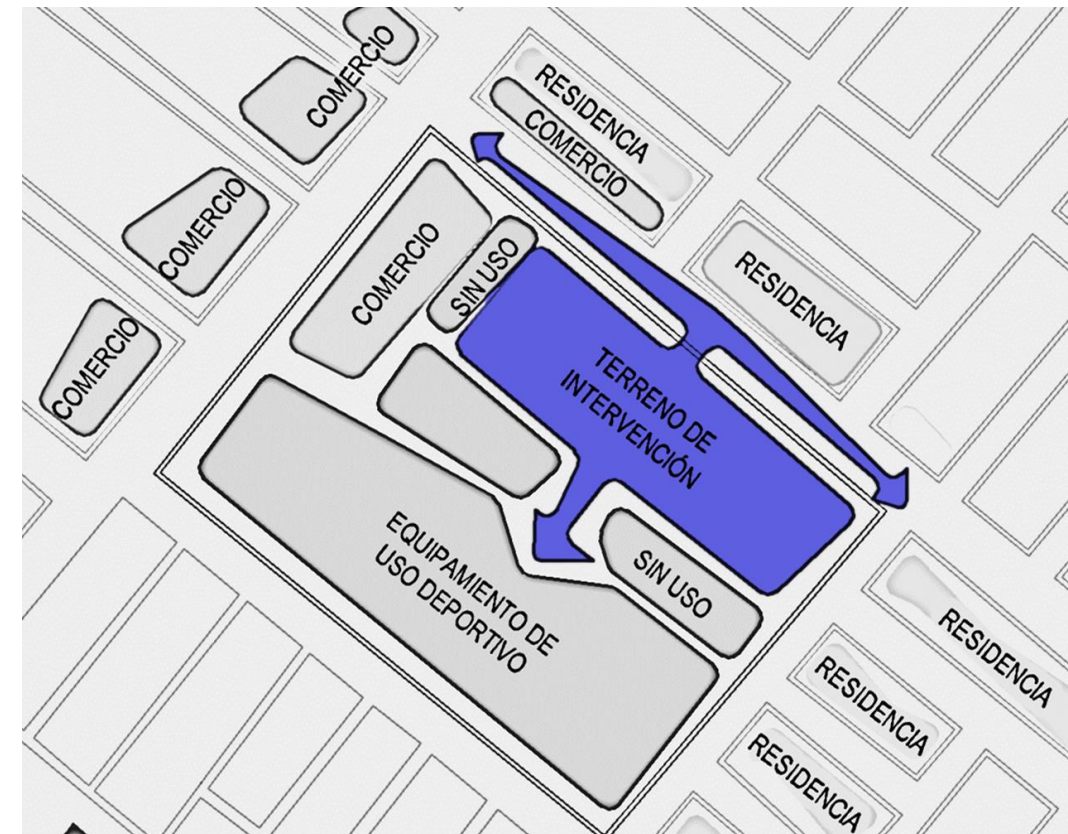 COMERCIO
COMERCIO
RESIDENCIA
COMERCIO
COMERCIO
RESIDENCIA
COMERCIO
SIN USO
COMERCIO
TERRENO DE
INTERVENCIÓN
EQUIPAMIENTO DE
USO DEPORTIVO
SIN USO
RESIDENCIA
RESIDENCIA
RESIDENCIA